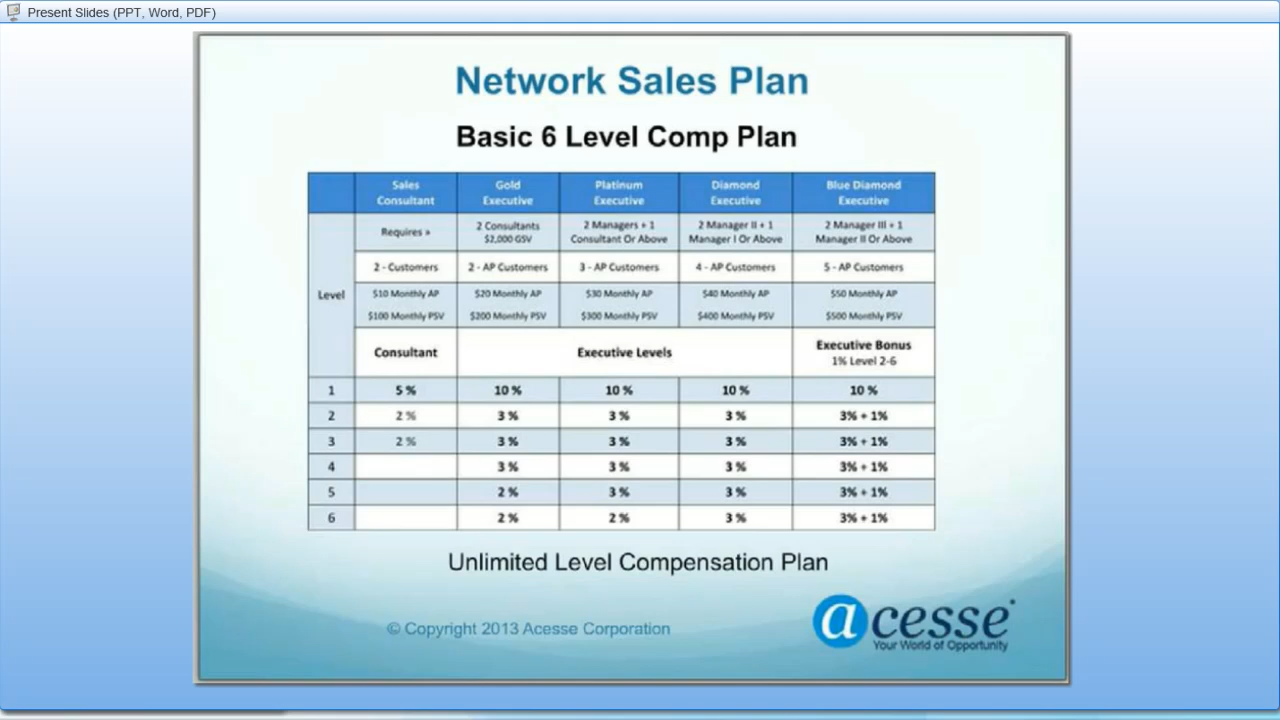 Present Slides (PPT, Word, PDF)
Network Sales Plan
Basic 6 Level Comp Plan
Sales Consultant Gold Executive Platinum Executive Diamond Executive Blue Diamond Executive
Level Requires » 2 Consultants $2,000 GSV 2 Managers + 1 Consultant Or Above 2 Manager II + 1 Manager I Or Above 2 Manager III + 1 Manager II Or Above
2 - Customers 2 - AP Customers 3 - AP Customers 4 - AP Customers 5 - AP Customers
$10 Monthly AP $20 Monthly AP $30 Monthly AP $40 Monthly AP $50 Monthly AP
$100 Monthly PSV $200 Monthly PSV $300 Monthly PSV $400 Monthly PSV $500 Monthly PSV
Consultant Executive Levels Executive Bonus 1% Level 2-6
1 5 % 10 % 10 % 10 % 10 %
2 2 % 3 % 3 % 3 % 3% + 1%
3 2 % 3 % 3 % 3 % 3% + 1%
4 3 % 3 % 3 % 3% + 1%
5 2 % 3 % 3 % 3% + 1%
6 2 % 2 % 3 % 3% + 1%
Unlimited Level Compensation Plan
© Copyright 2013 Acesse Corporation
acesse
Your World of Opportunity